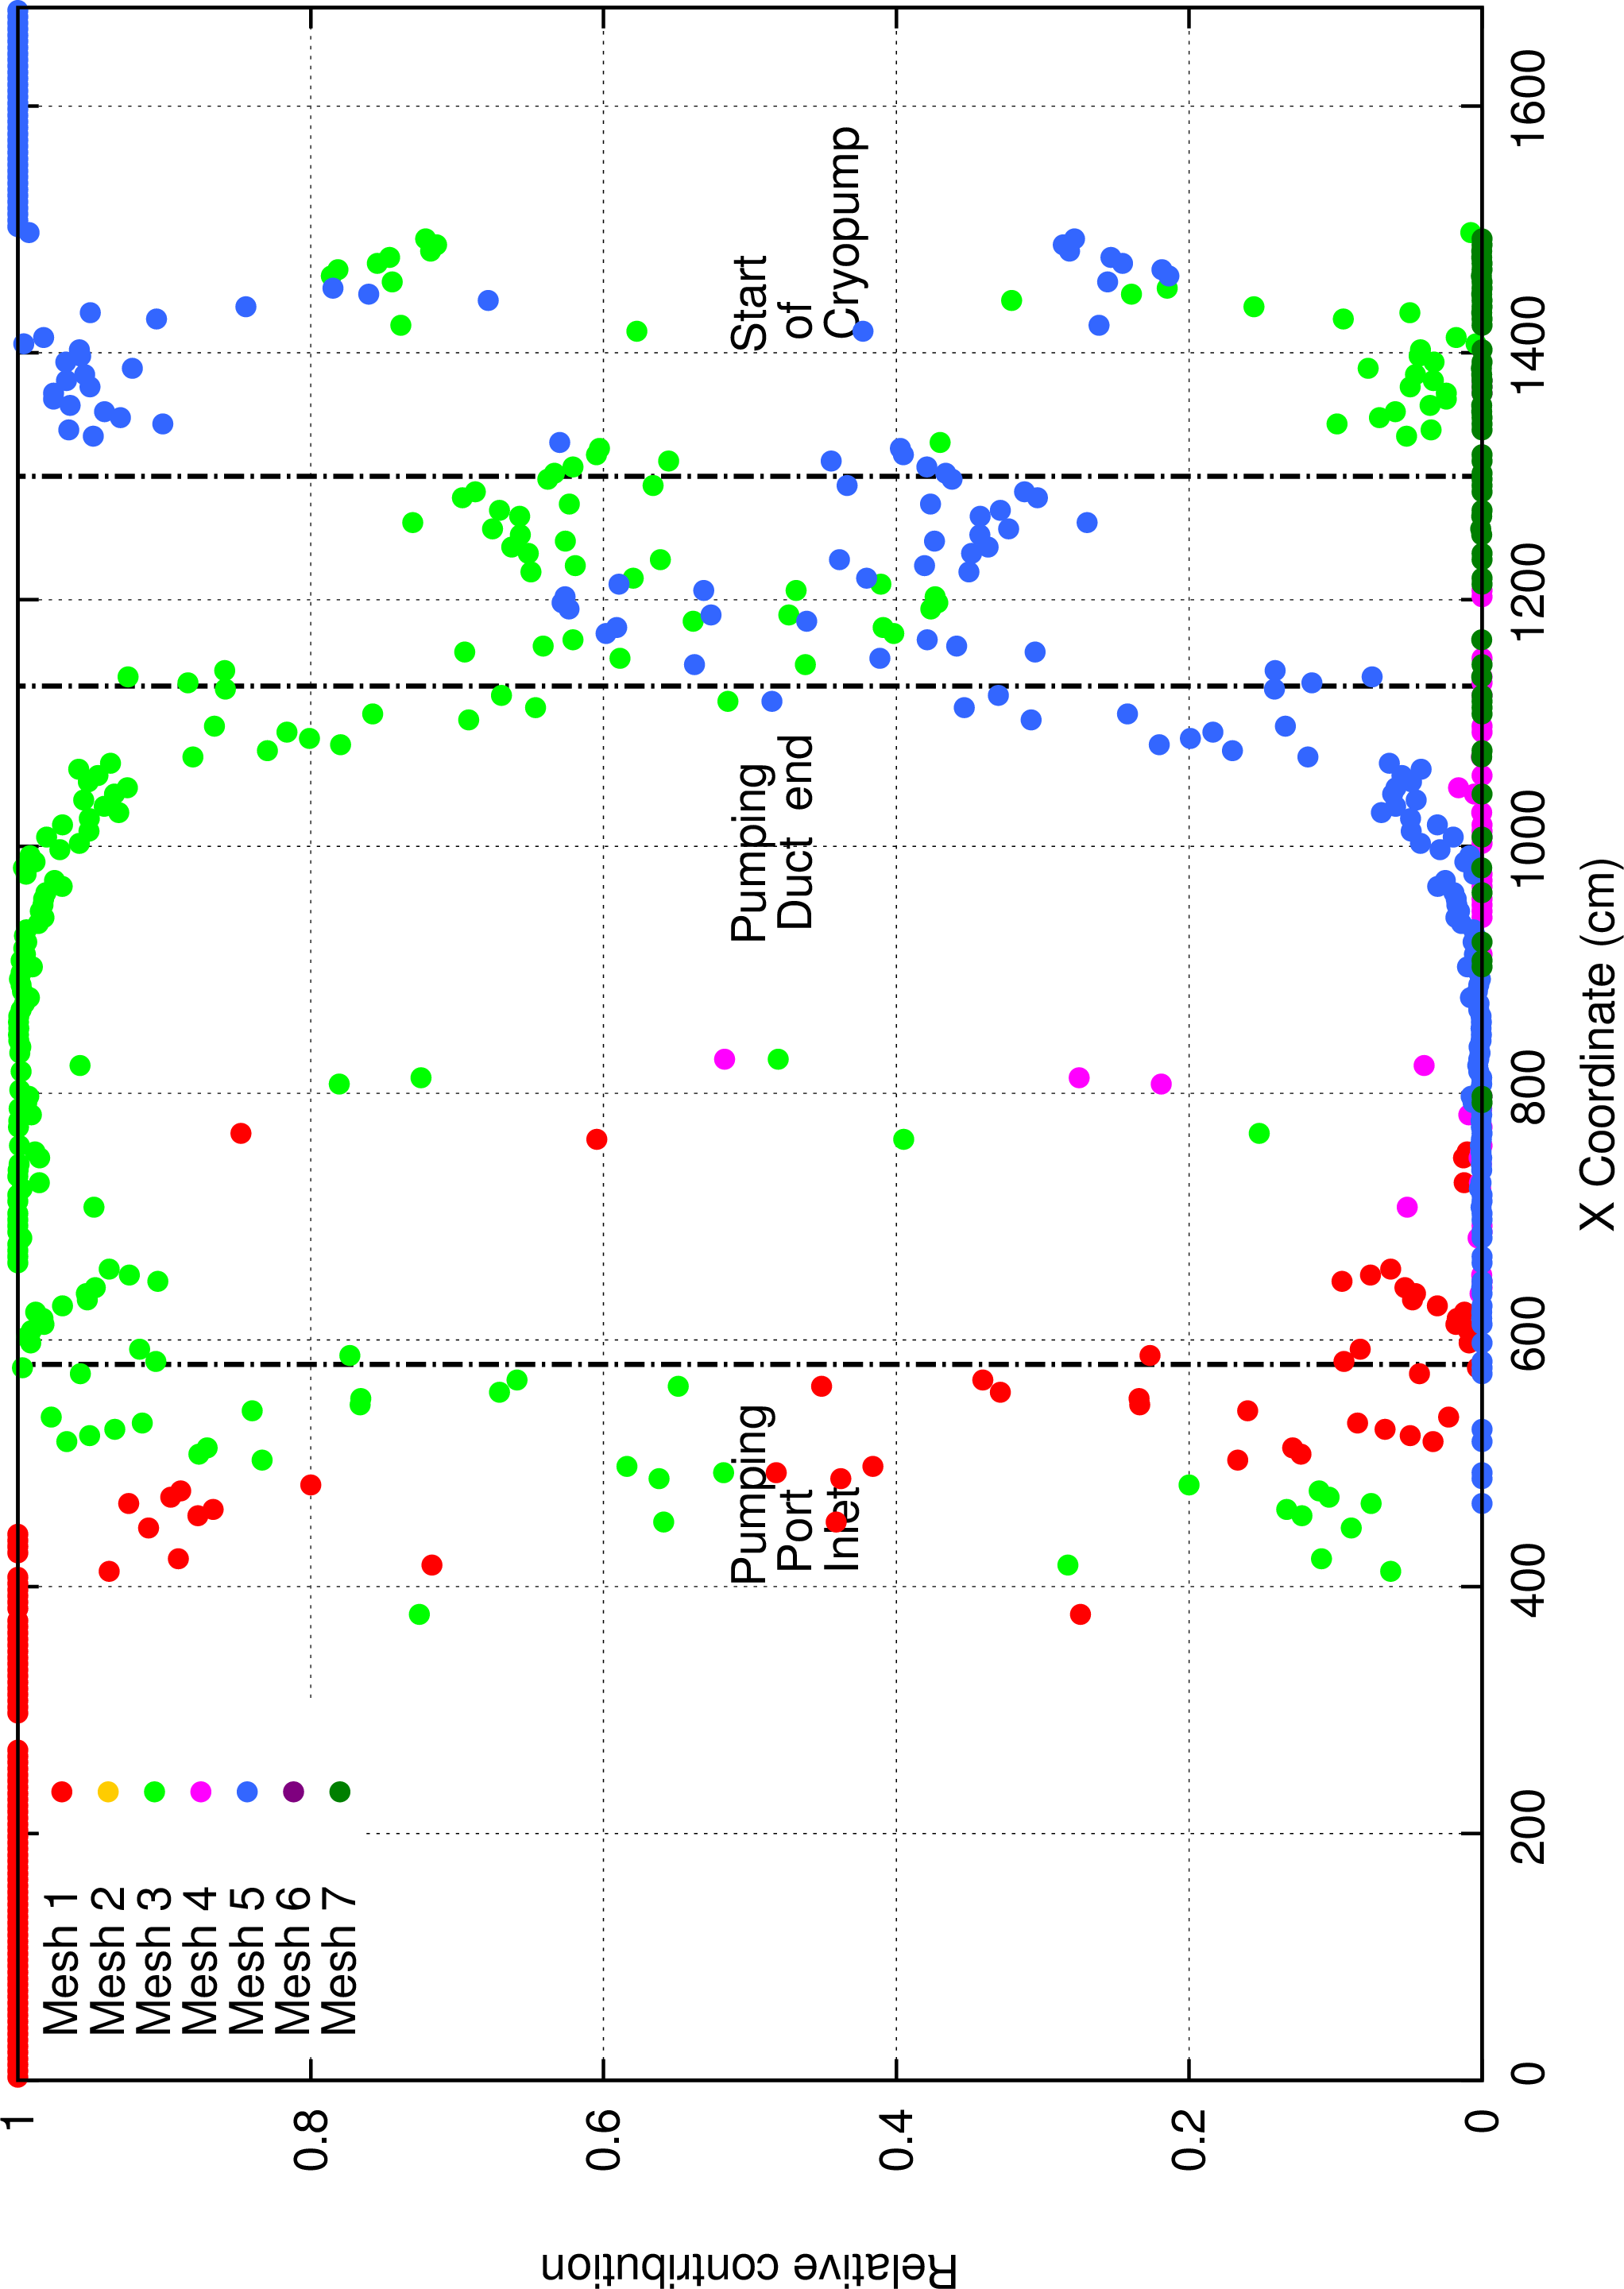 Relative contribution
1
0.8
0.6
0.4
0.2
0
0
200
400
600
800
1000
1200
1400
1600
X Coordinate (cm)
Mesh 1
Mesh 2
Mesh 3
Mesh 4
Mesh 5
Mesh 6
Mesh 7
Pumping
Port
Inlet
Pumping
Duct end
Start
of
Cryopump